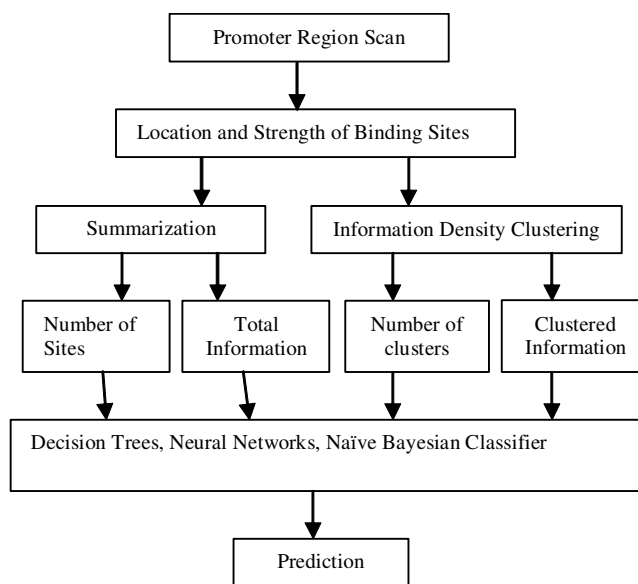 Promoter Region Scan
Location and Strength of Binding Sites
Summarization
Information Density Clustering
Number of
Sites
Total
Information
Number of
clusters
Clustered
Information
Decision Trees, Neural Networks, Naïve Bayesian Classifier
Prediction